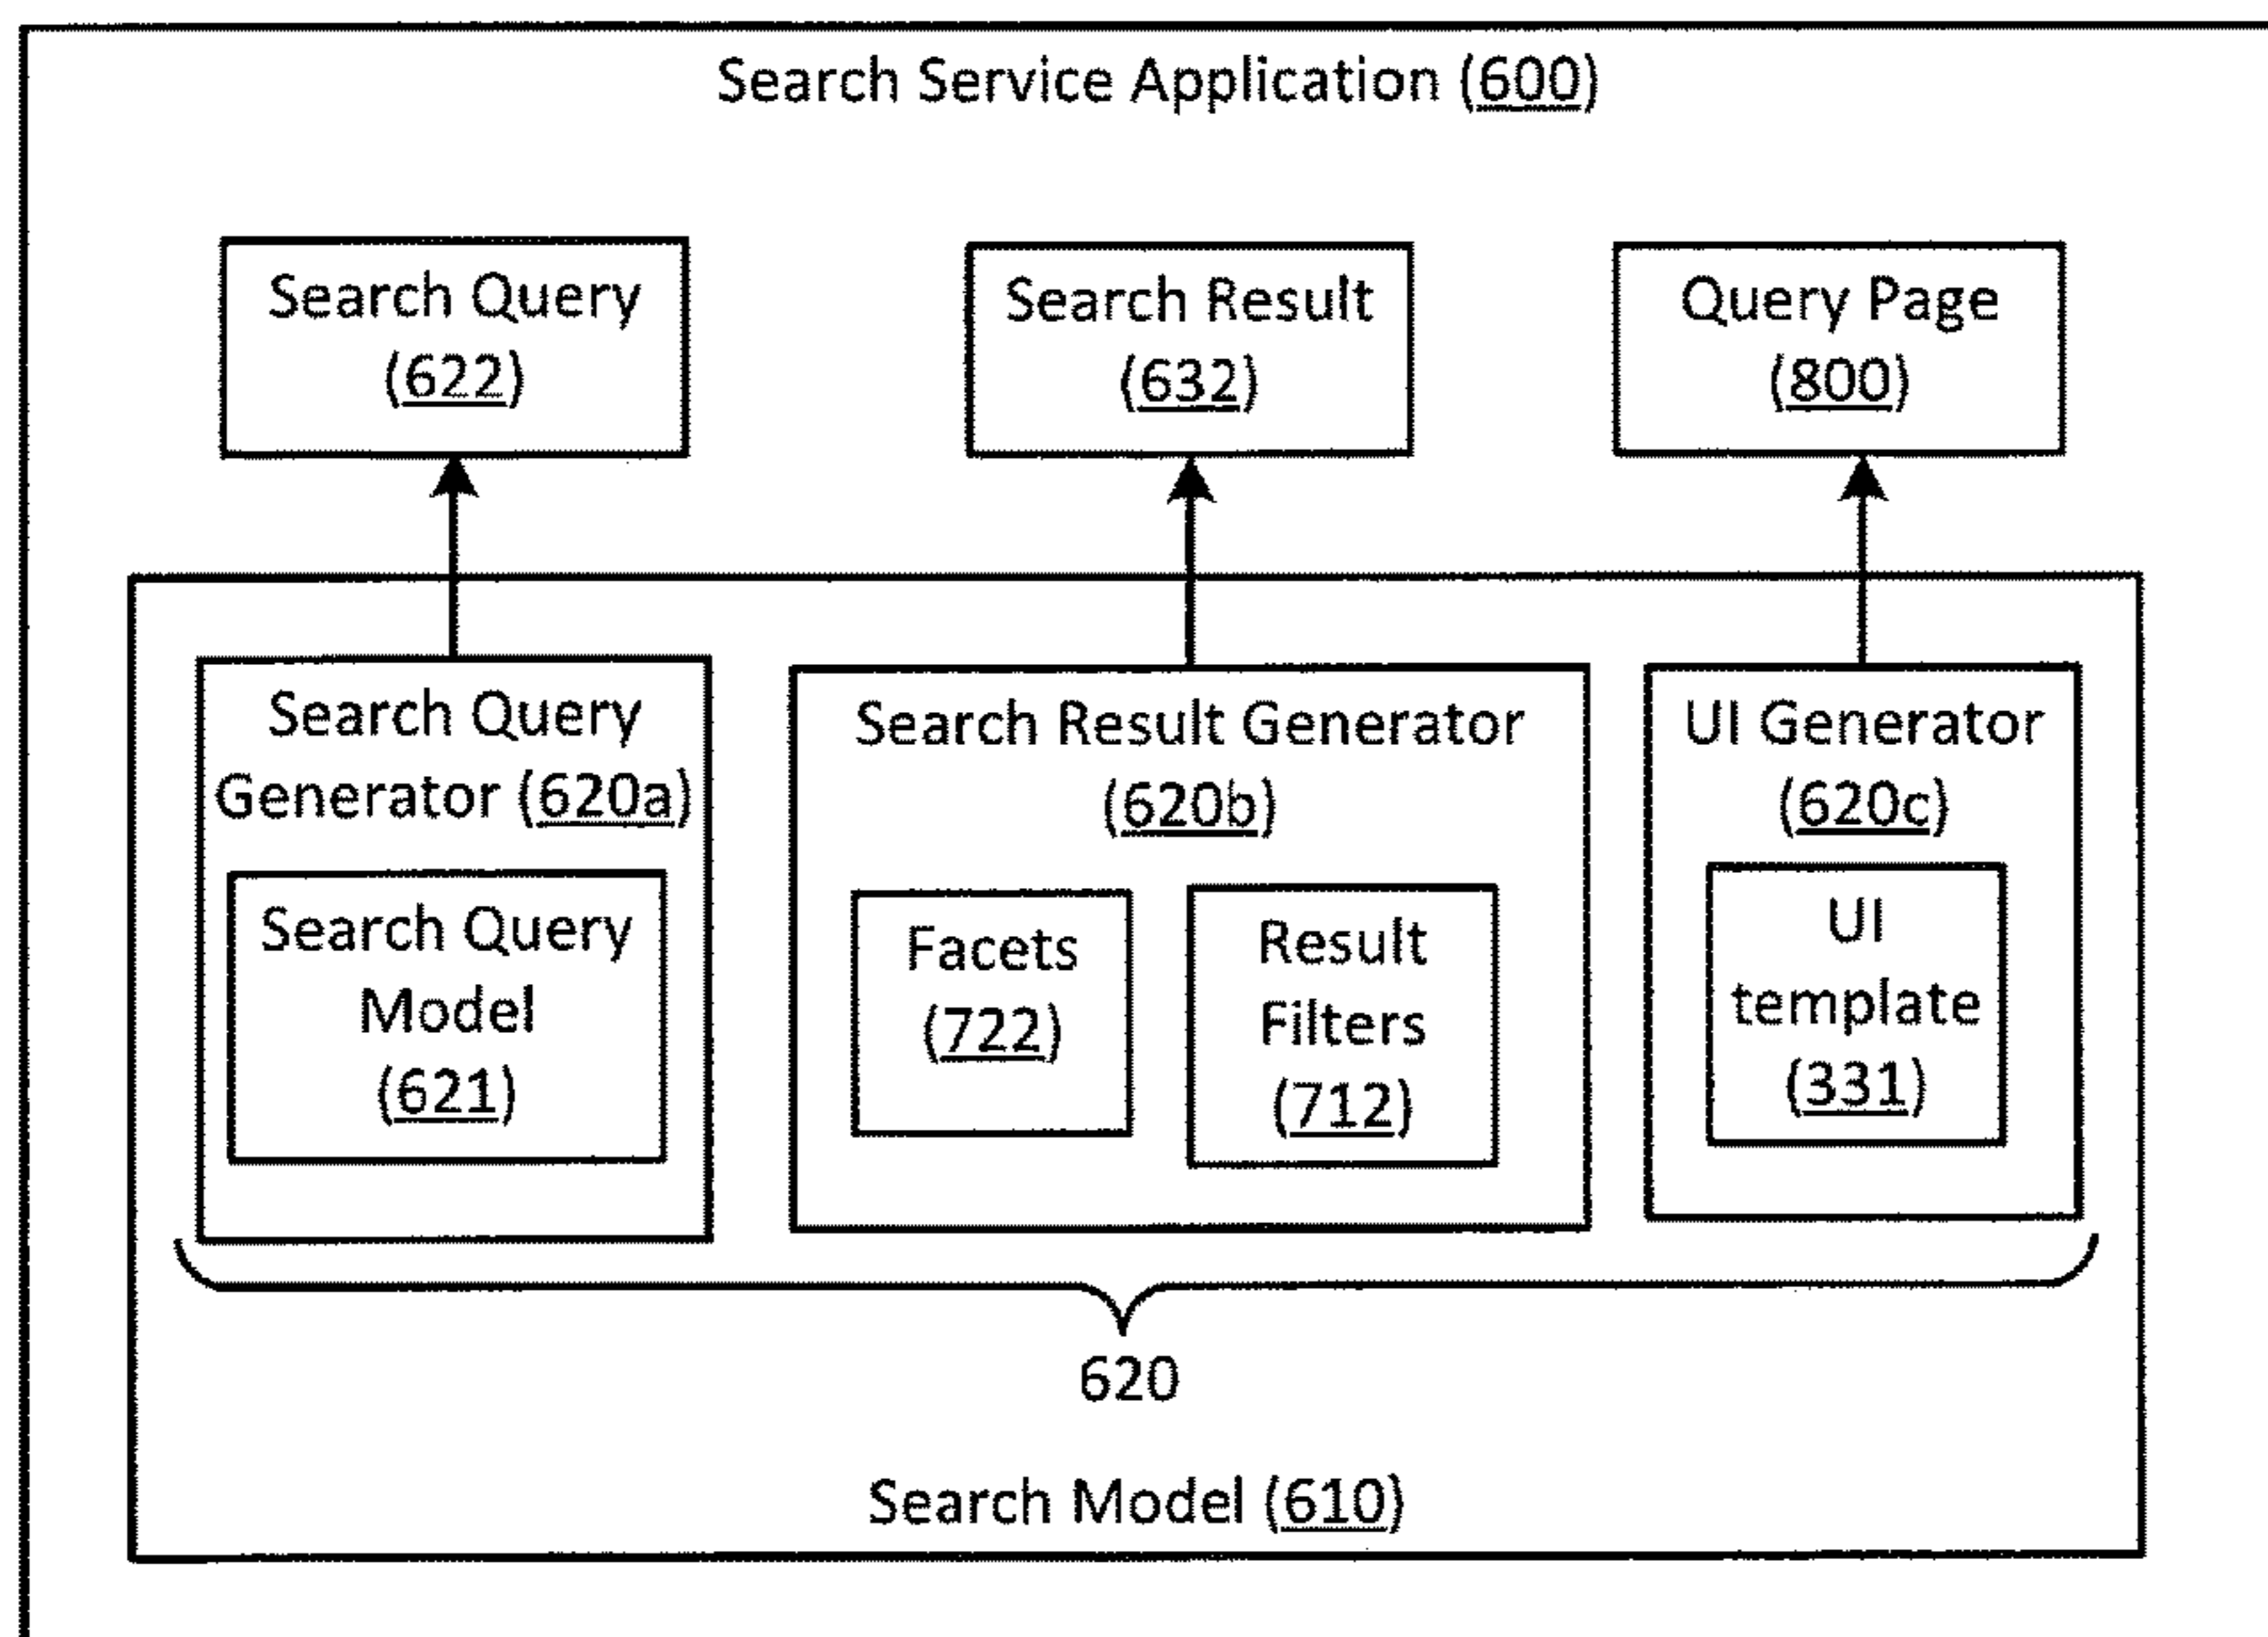 Search Service Application (600)
Search Query
(622)
Search Result
(632)
Query Page
(800)
Search Query
Generator (620a)
Search Query
Model
(621)
Search Result Generator
(620b)
Facets
(722)
Result
Filters
(712)
UI Generator
(620c)
UI
template
(331)
620
Search Model (610)